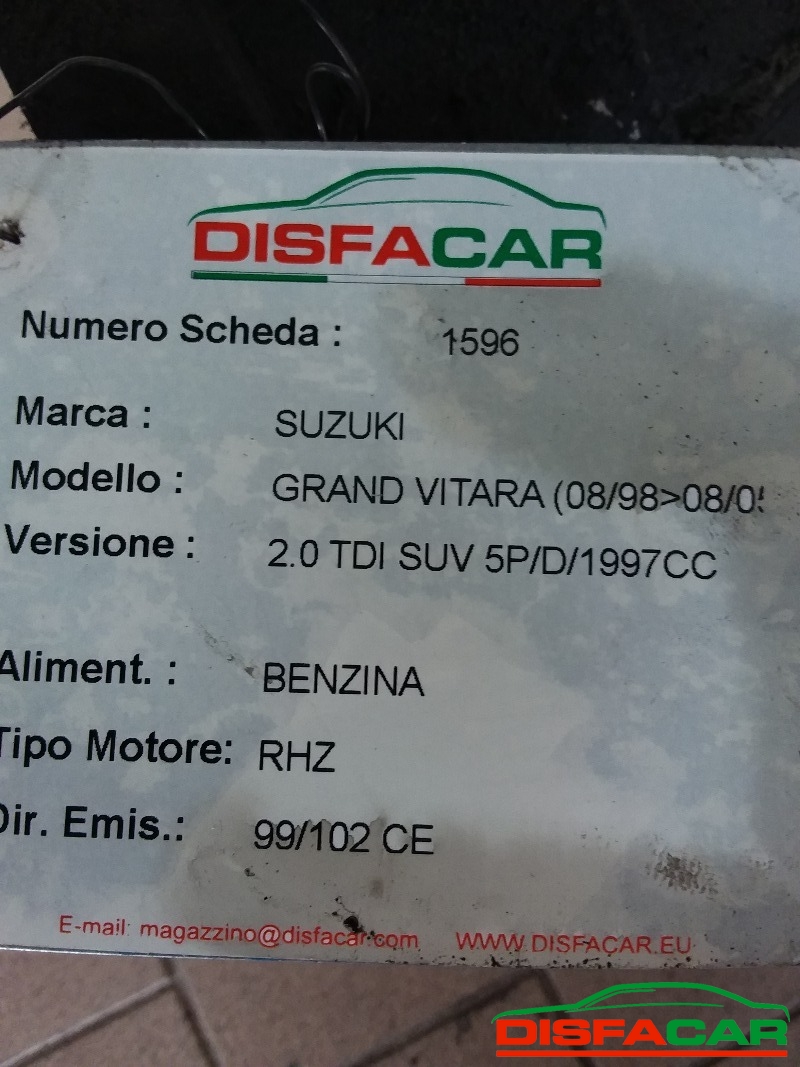 DISFACAR
Numero Scheda : 1596
Marca : SUZUKI
Modello : GRAND VITARA (08/98>08/05
Versione : 2.0 TDI SUV 5P/D/1997CC
Aliment. : BENZINA
Tipo Motore: RHZ
Dir. Emis.: 99/102 CE
E-mail: magazzino@disfacar.com WWW.DISFACAR.EU
DISFACAR